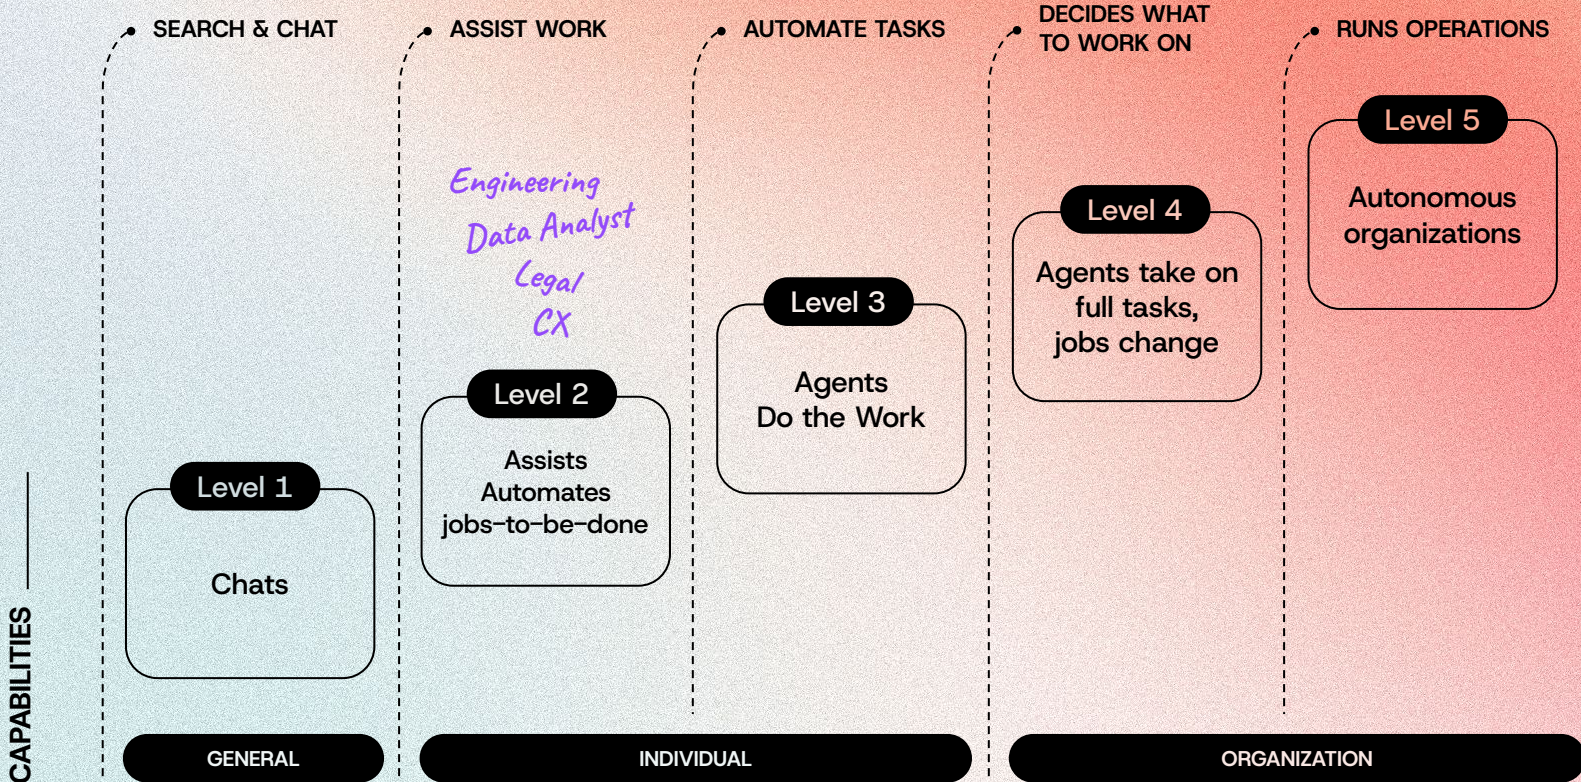 SEARCH & CHAT
ASSIST WORK
AUTOMATE TASKS
DECIDES WHAT
TO WORK ON
RUNS OPERATIONS
Level 5
Autonomous
organizations
Level 4
Agents take on
full tasks,
jobs change
Engineering
Data Analyst
Legal
CX
Level 3
Agents
Do the Work
Level 2
Assists
Automates
jobs-to-be-done
Level 1
Chats
CAPABILITIES
GENERAL
INDIVIDUAL
ORGANIZATION